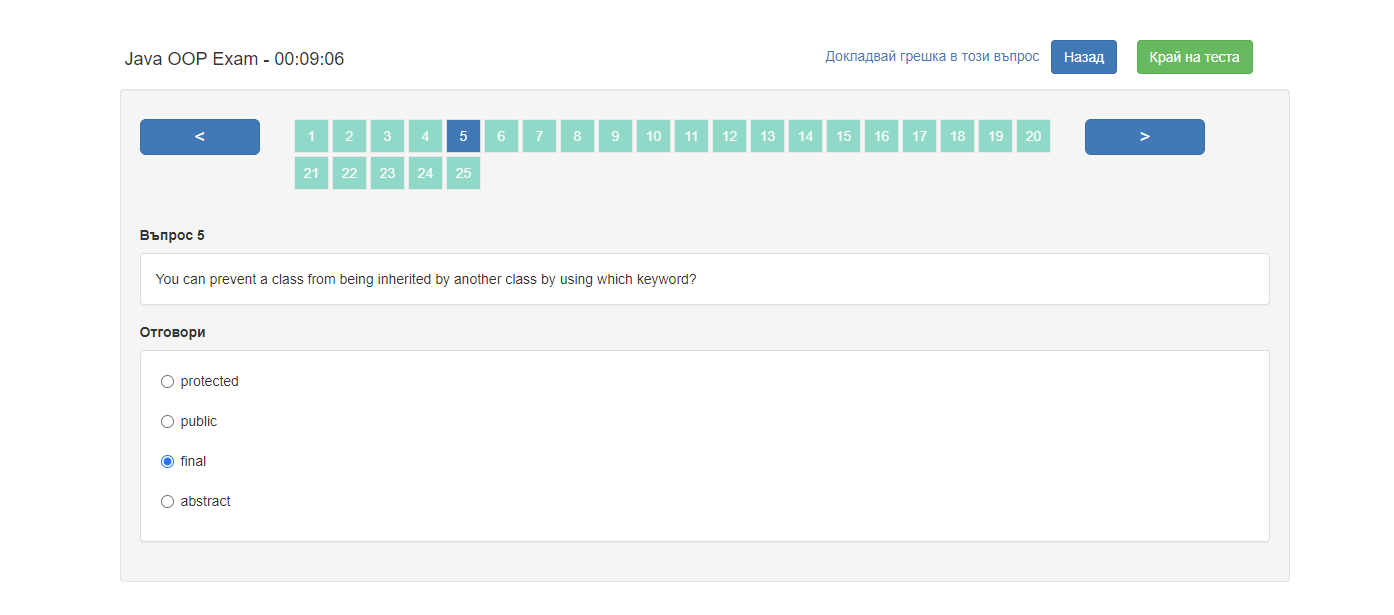 Java OOP Exam - 00:09:06
Докладвай грешка в този въпрос
Назад
Край на теста
<
1 2 3 4 5 6 7 8 9 10 11 12 13 14 15 16 17 18 19 20
>
21 22 23 24 25
Въпрос 5
You can prevent a class from being inherited by another class by using which keyword?
Отговори
protected
public
final
abstract